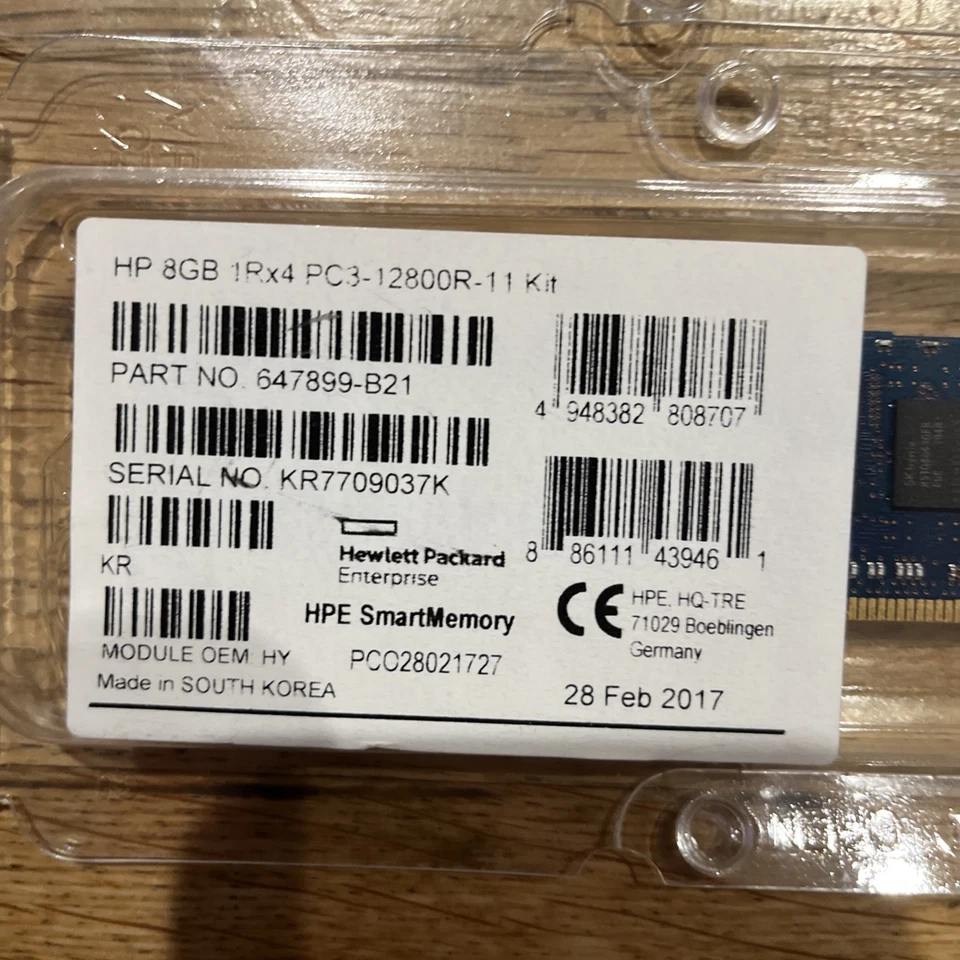 HP 8GB 1Rx4 PC3-12800R-11 Kit
PART NO. 647899-B21
4 948382 808707
SERIAL NO. KR7709037K
8 86111 43946 1
KR
Hewlett Packard
Enterprise
HPE SmartMemory
CE
HPE, HQ-TRE
71029 Boeblingen
Germany
MODULE OEM: HY
PCC28021727
Made in SOUTH KOREA
28 Feb 2017